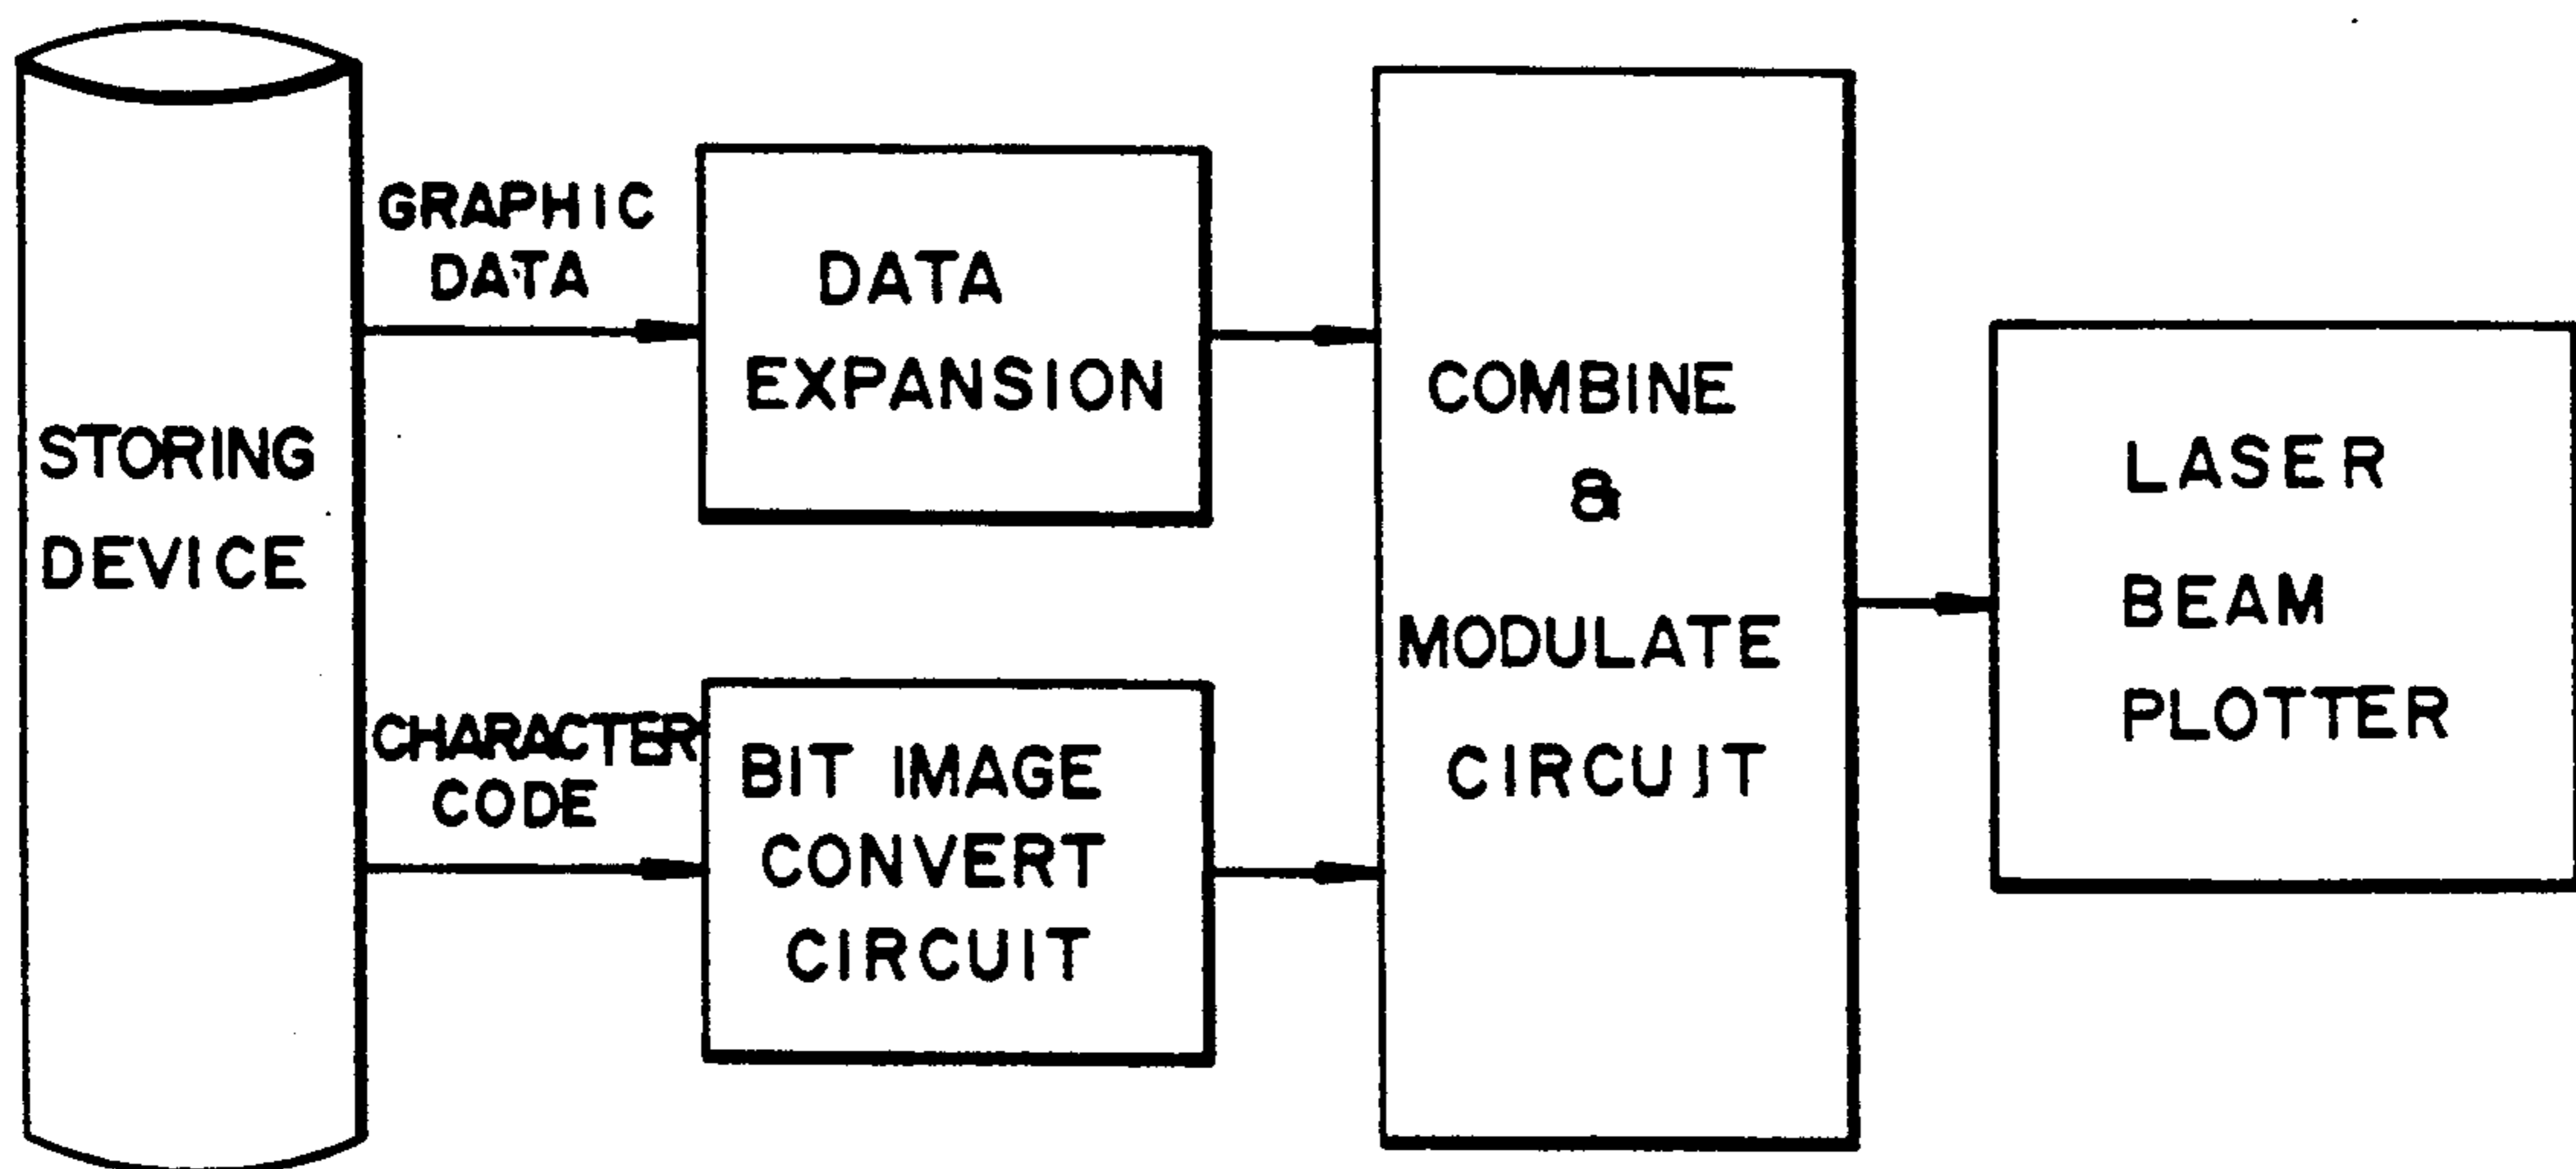 STORING
DEVICE
GRAPHIC
DATA
DATA
EXPANSION
CHARACTER
CODE
BIT IMAGE
CONVERT
CIRCUIT
COMBINE
&
MODULATE
CIRCUIT
LASER
BEAM
PLOTTER